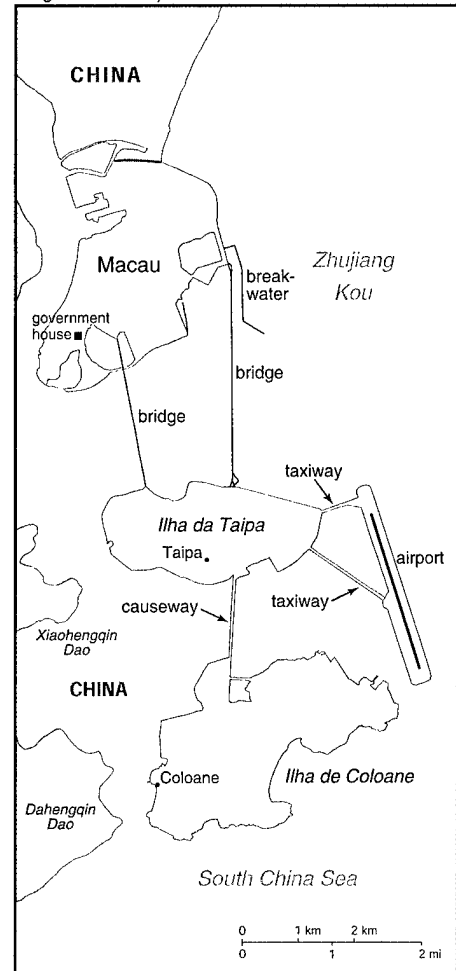 CHINA
Macau
Zhujiang
Kou
break-
water
government
house
bridge
bridge
taxiway
Ilha da Taipa
Taipa
airport
causeway
taxiway
Xiaohengqin
Dao
CHINA
Coloane
Ilha de Coloane
Dahengqin
Dao
South China Sea
0 1 km 2 km
0 1 2 mi